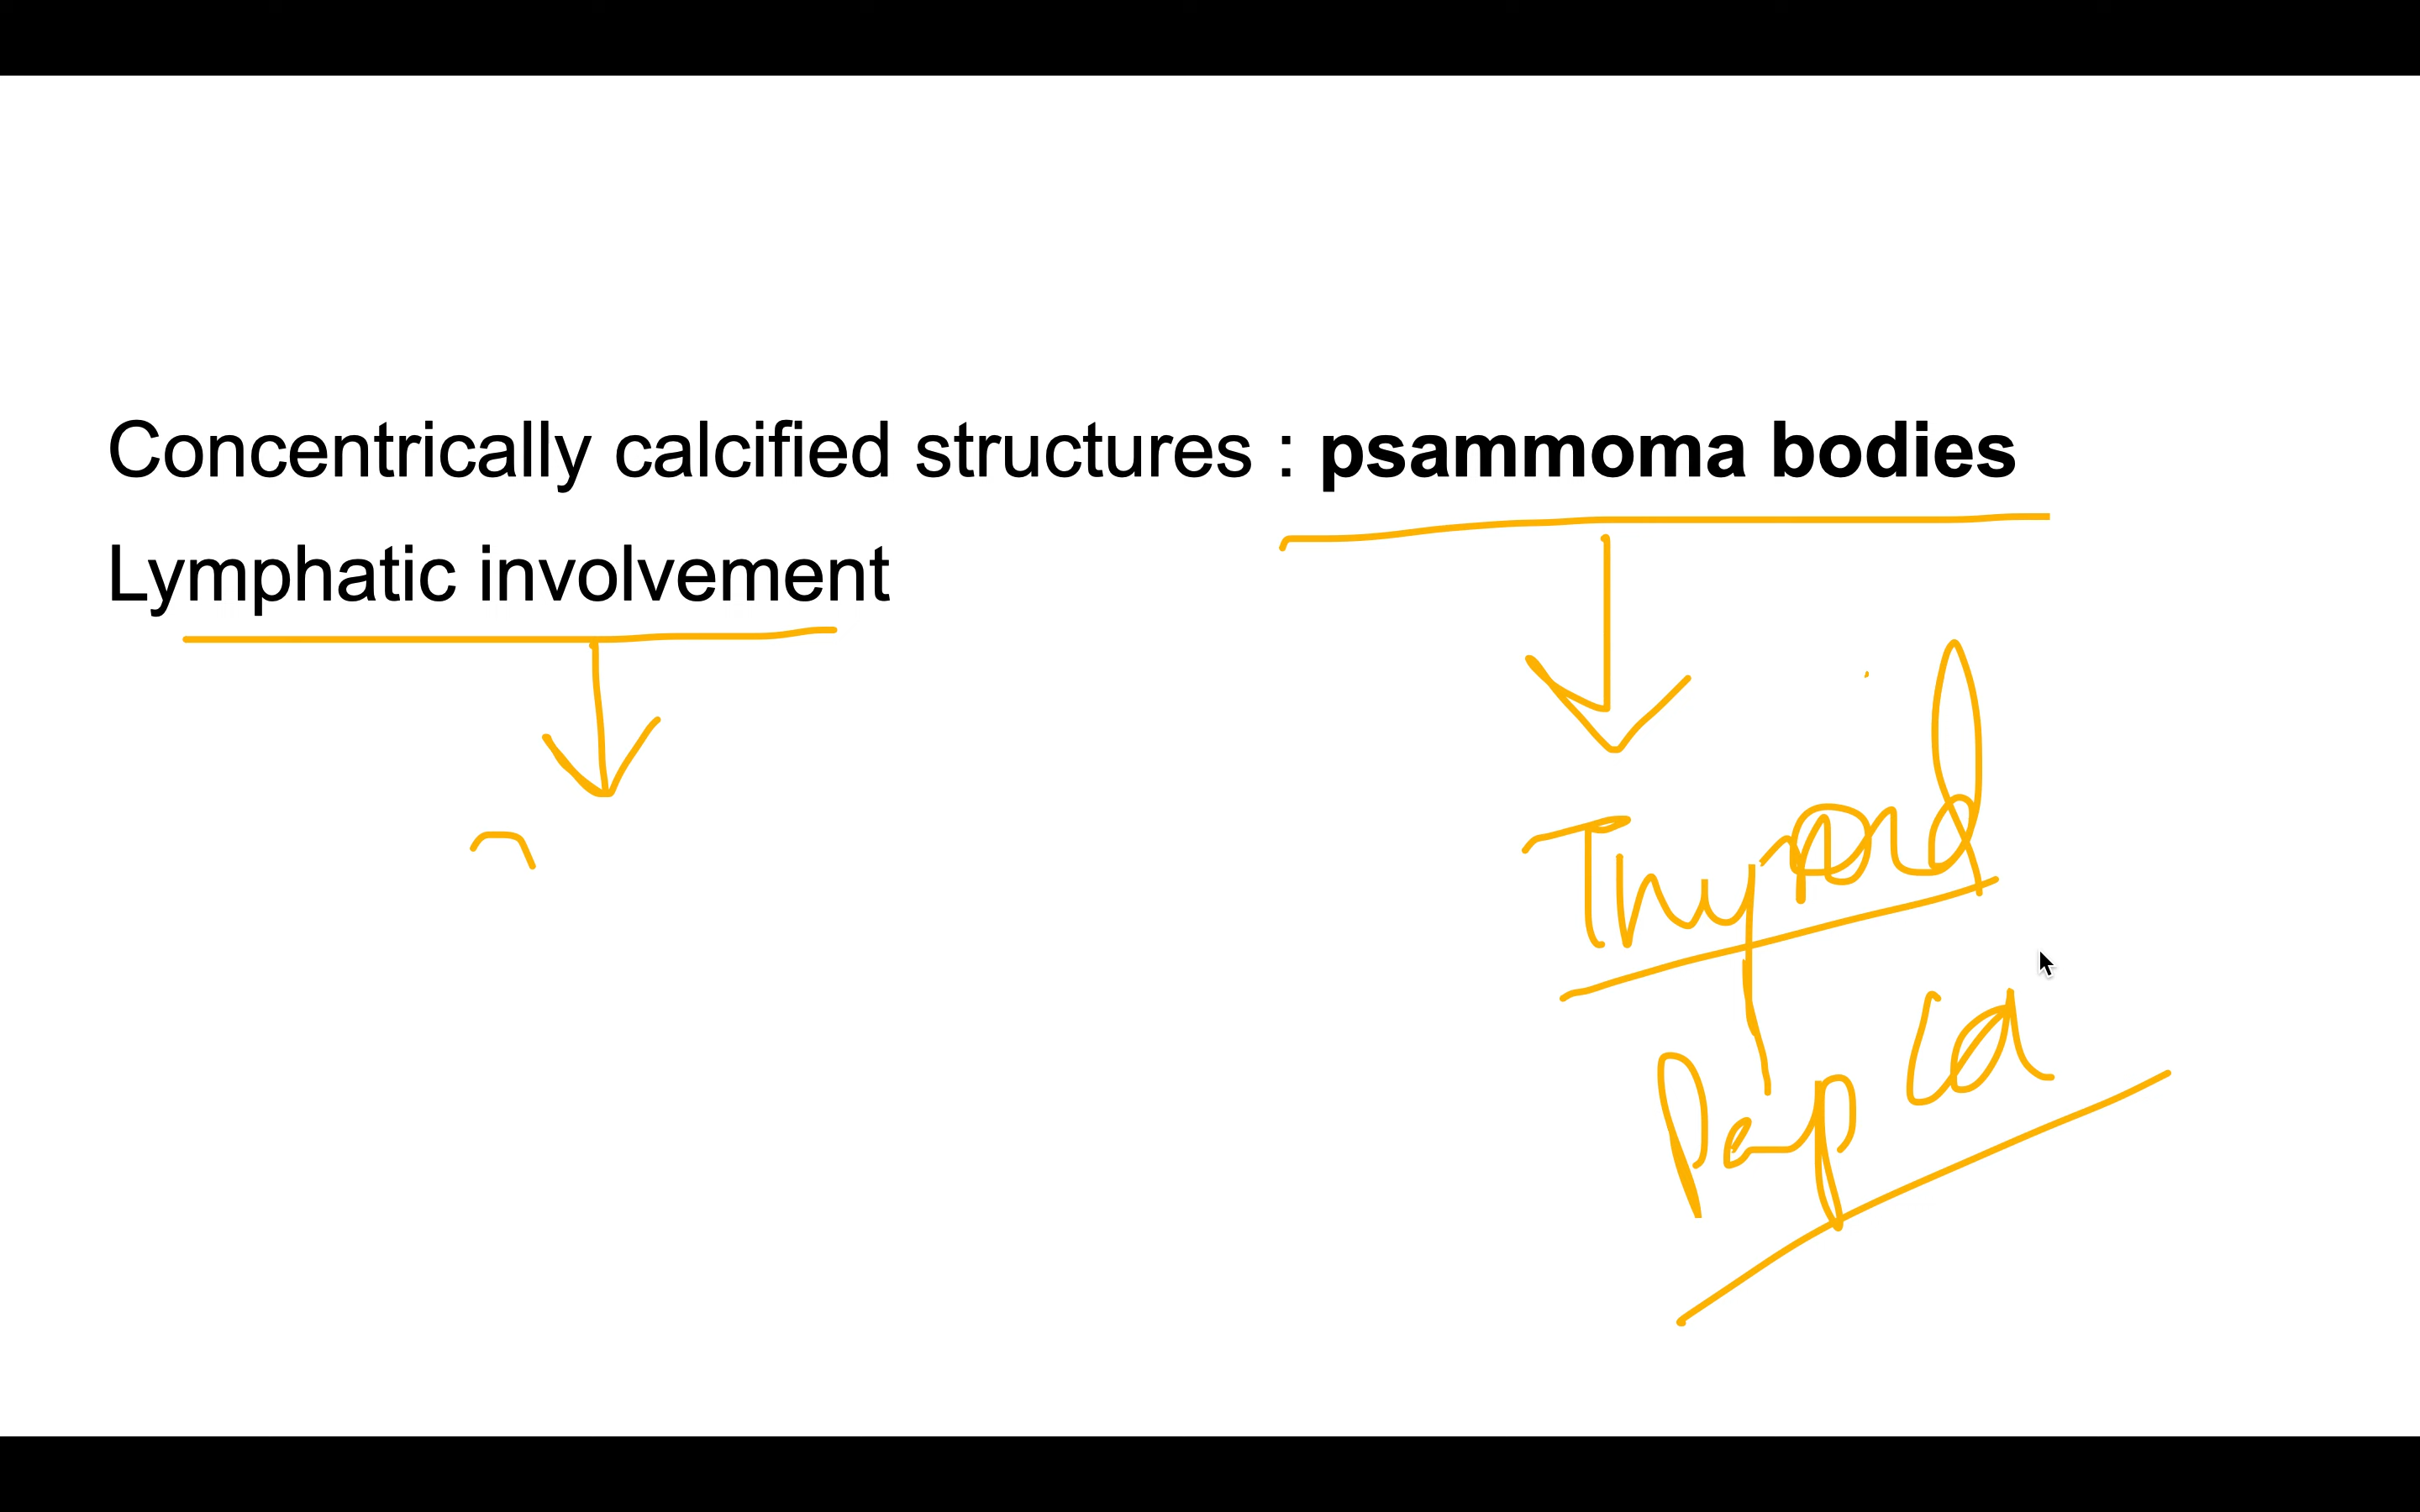 Concentrically calcified structures : psammoma bodies
Lymphatic involvement
Thyroid
Pap Ca